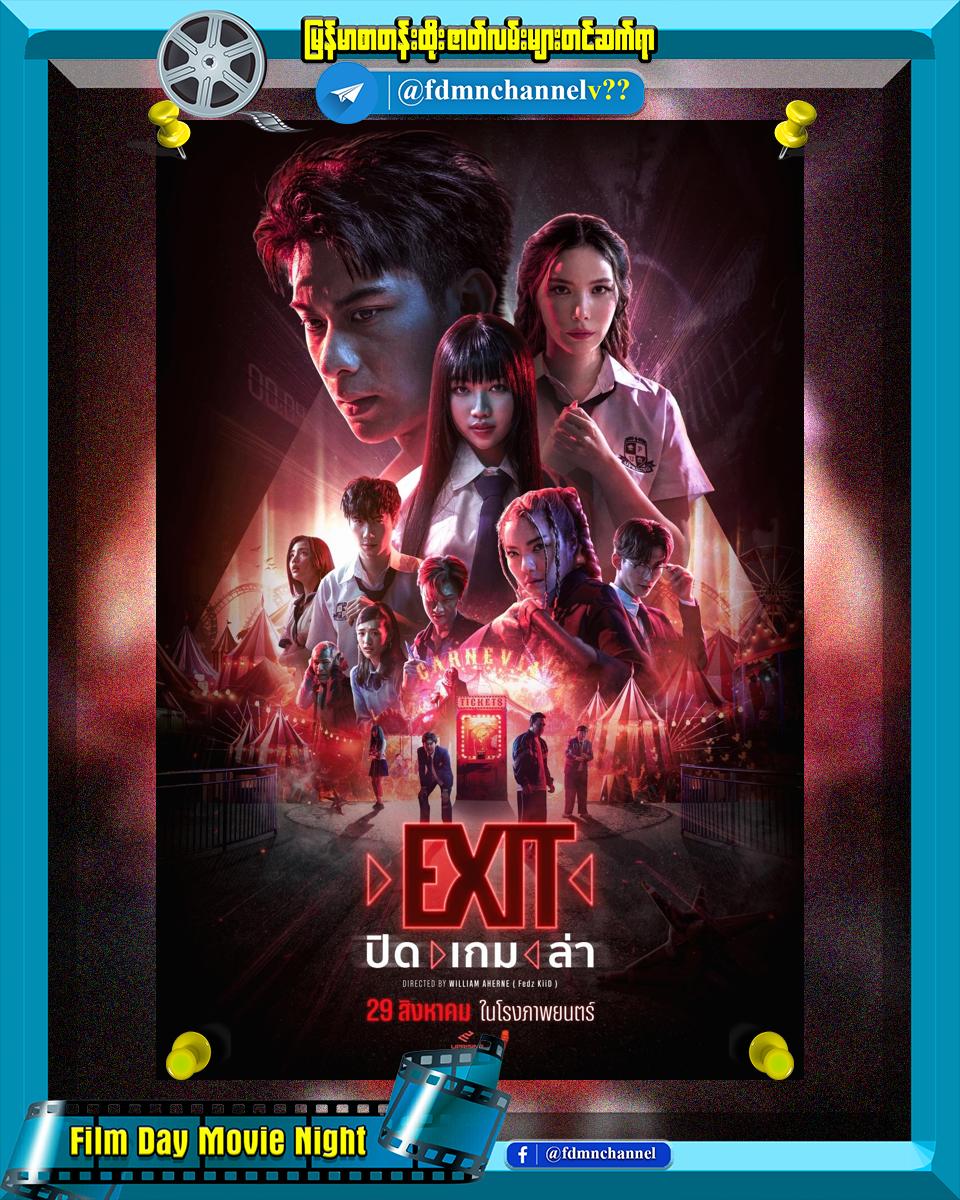 မြန်မာစာတန်းထိုးဇာတ်လမ်းများတင်ဆက်ရာ
@fdmnchannelv??
CARNEVIL
TICKETS
EXIT
ปิด เกม ล่า
DIRECTED BY WILLIAM AHERNE ( Fedz KiiD )
29 สิงหาคม ในโรงภาพยนตร์
Film Day Movie Night
@fdmnchannel